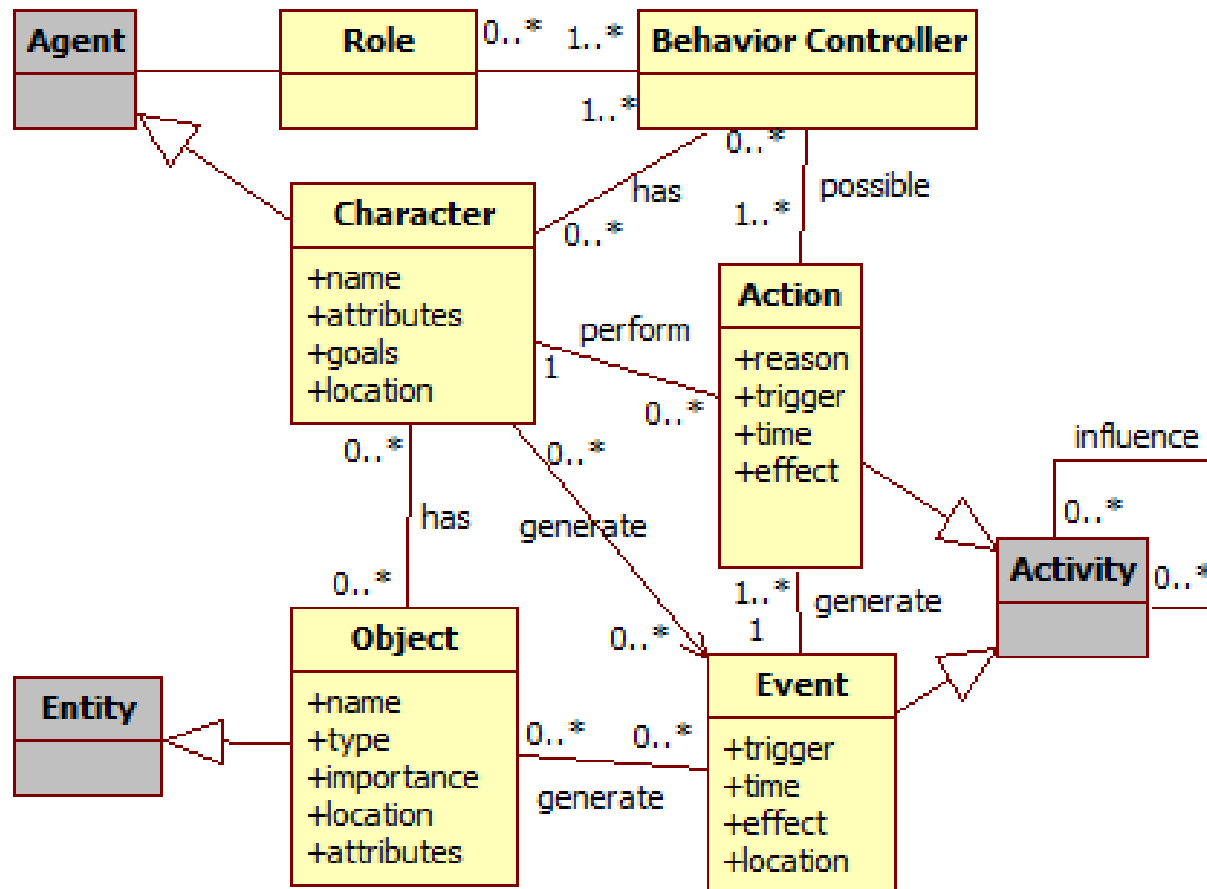 Agent
Role
0..*
1..*
Behavior Controller
1..*
0..*
has
possible
Character
0..*
1..*
+name
+attributes
+goals
+location
Action
perform
1
+reason
+trigger
+time
+effect
0..*
0..*
0..*
influence
0..*
has
generate
Activity
0..*
0..*
1..*
generate
0..*
1
Object
Event
Entity
+name
+type
+importance
+location
+attributes
0..*
0..*
generate
+trigger
+time
+effect
+location